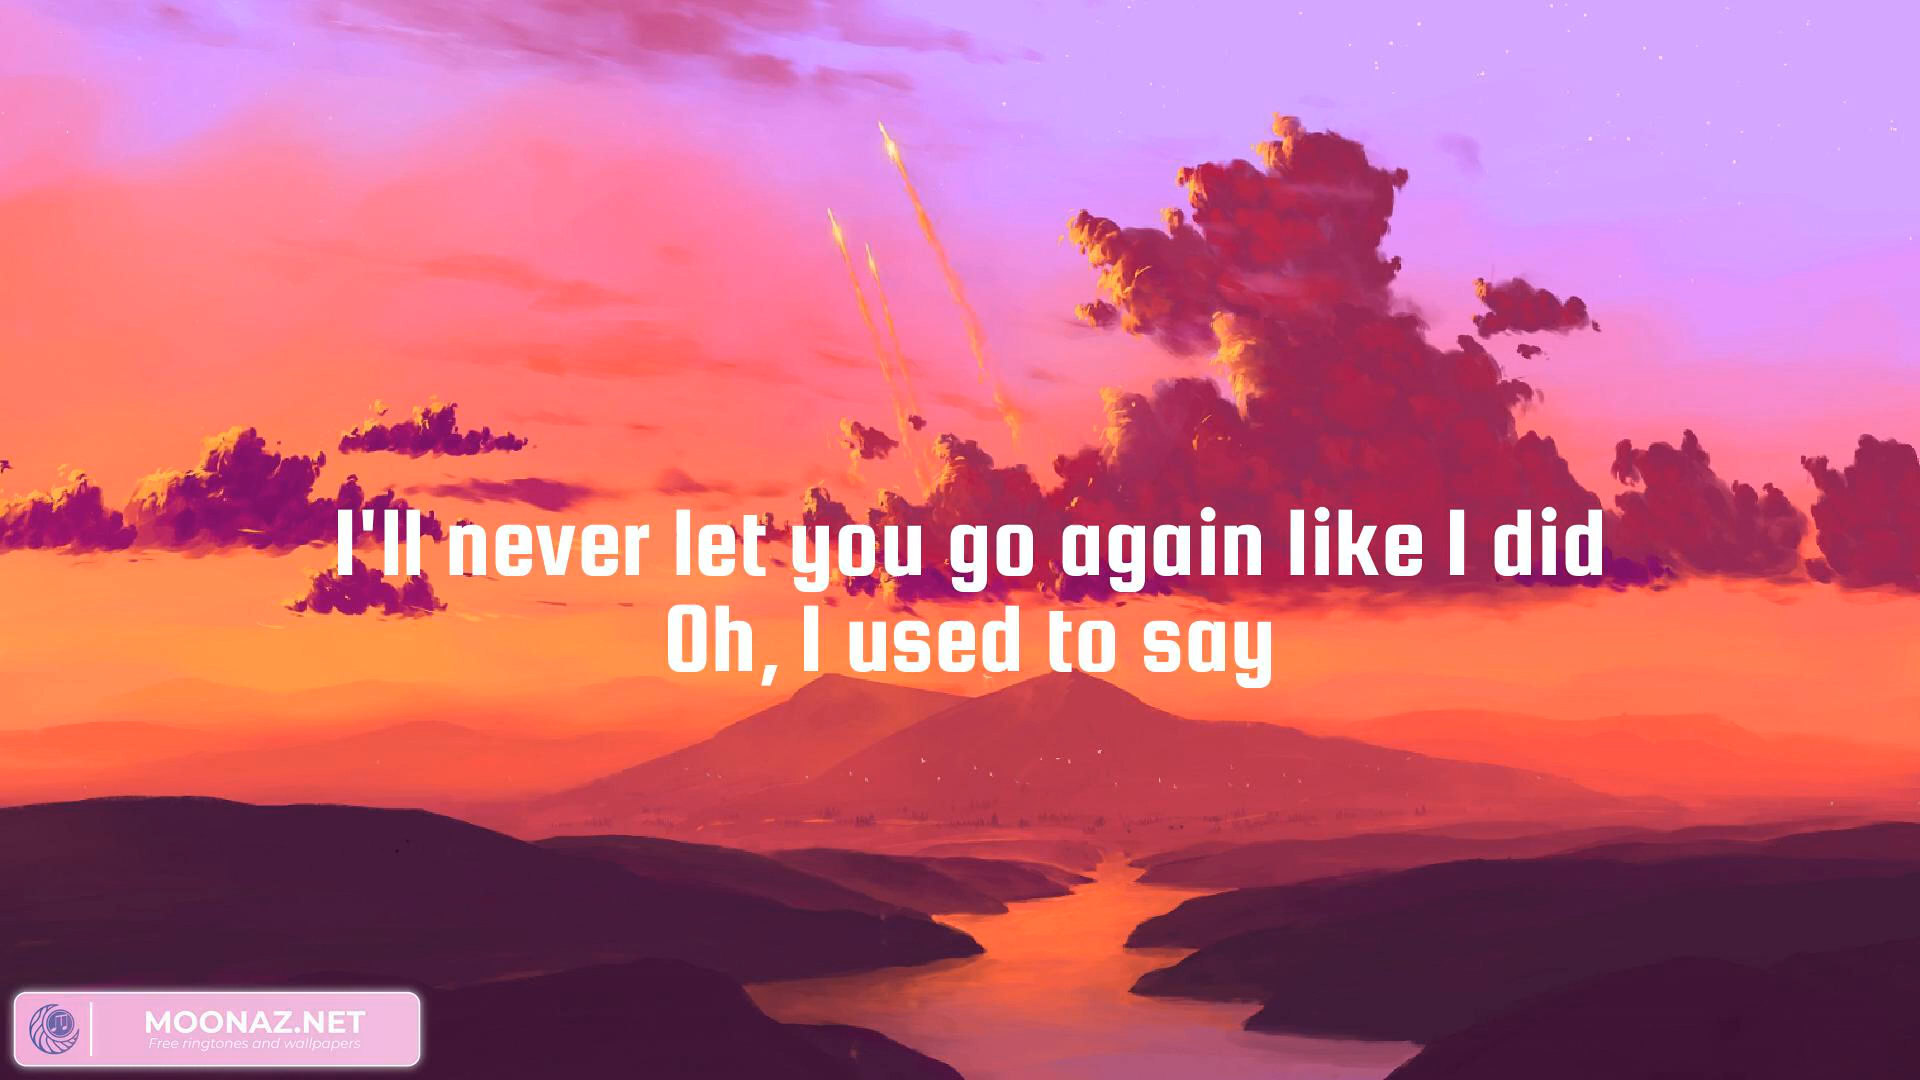 I'll never let you go again like I did
Oh, I used to say
MOONAZ.NET
Free ringtones and wallpapers